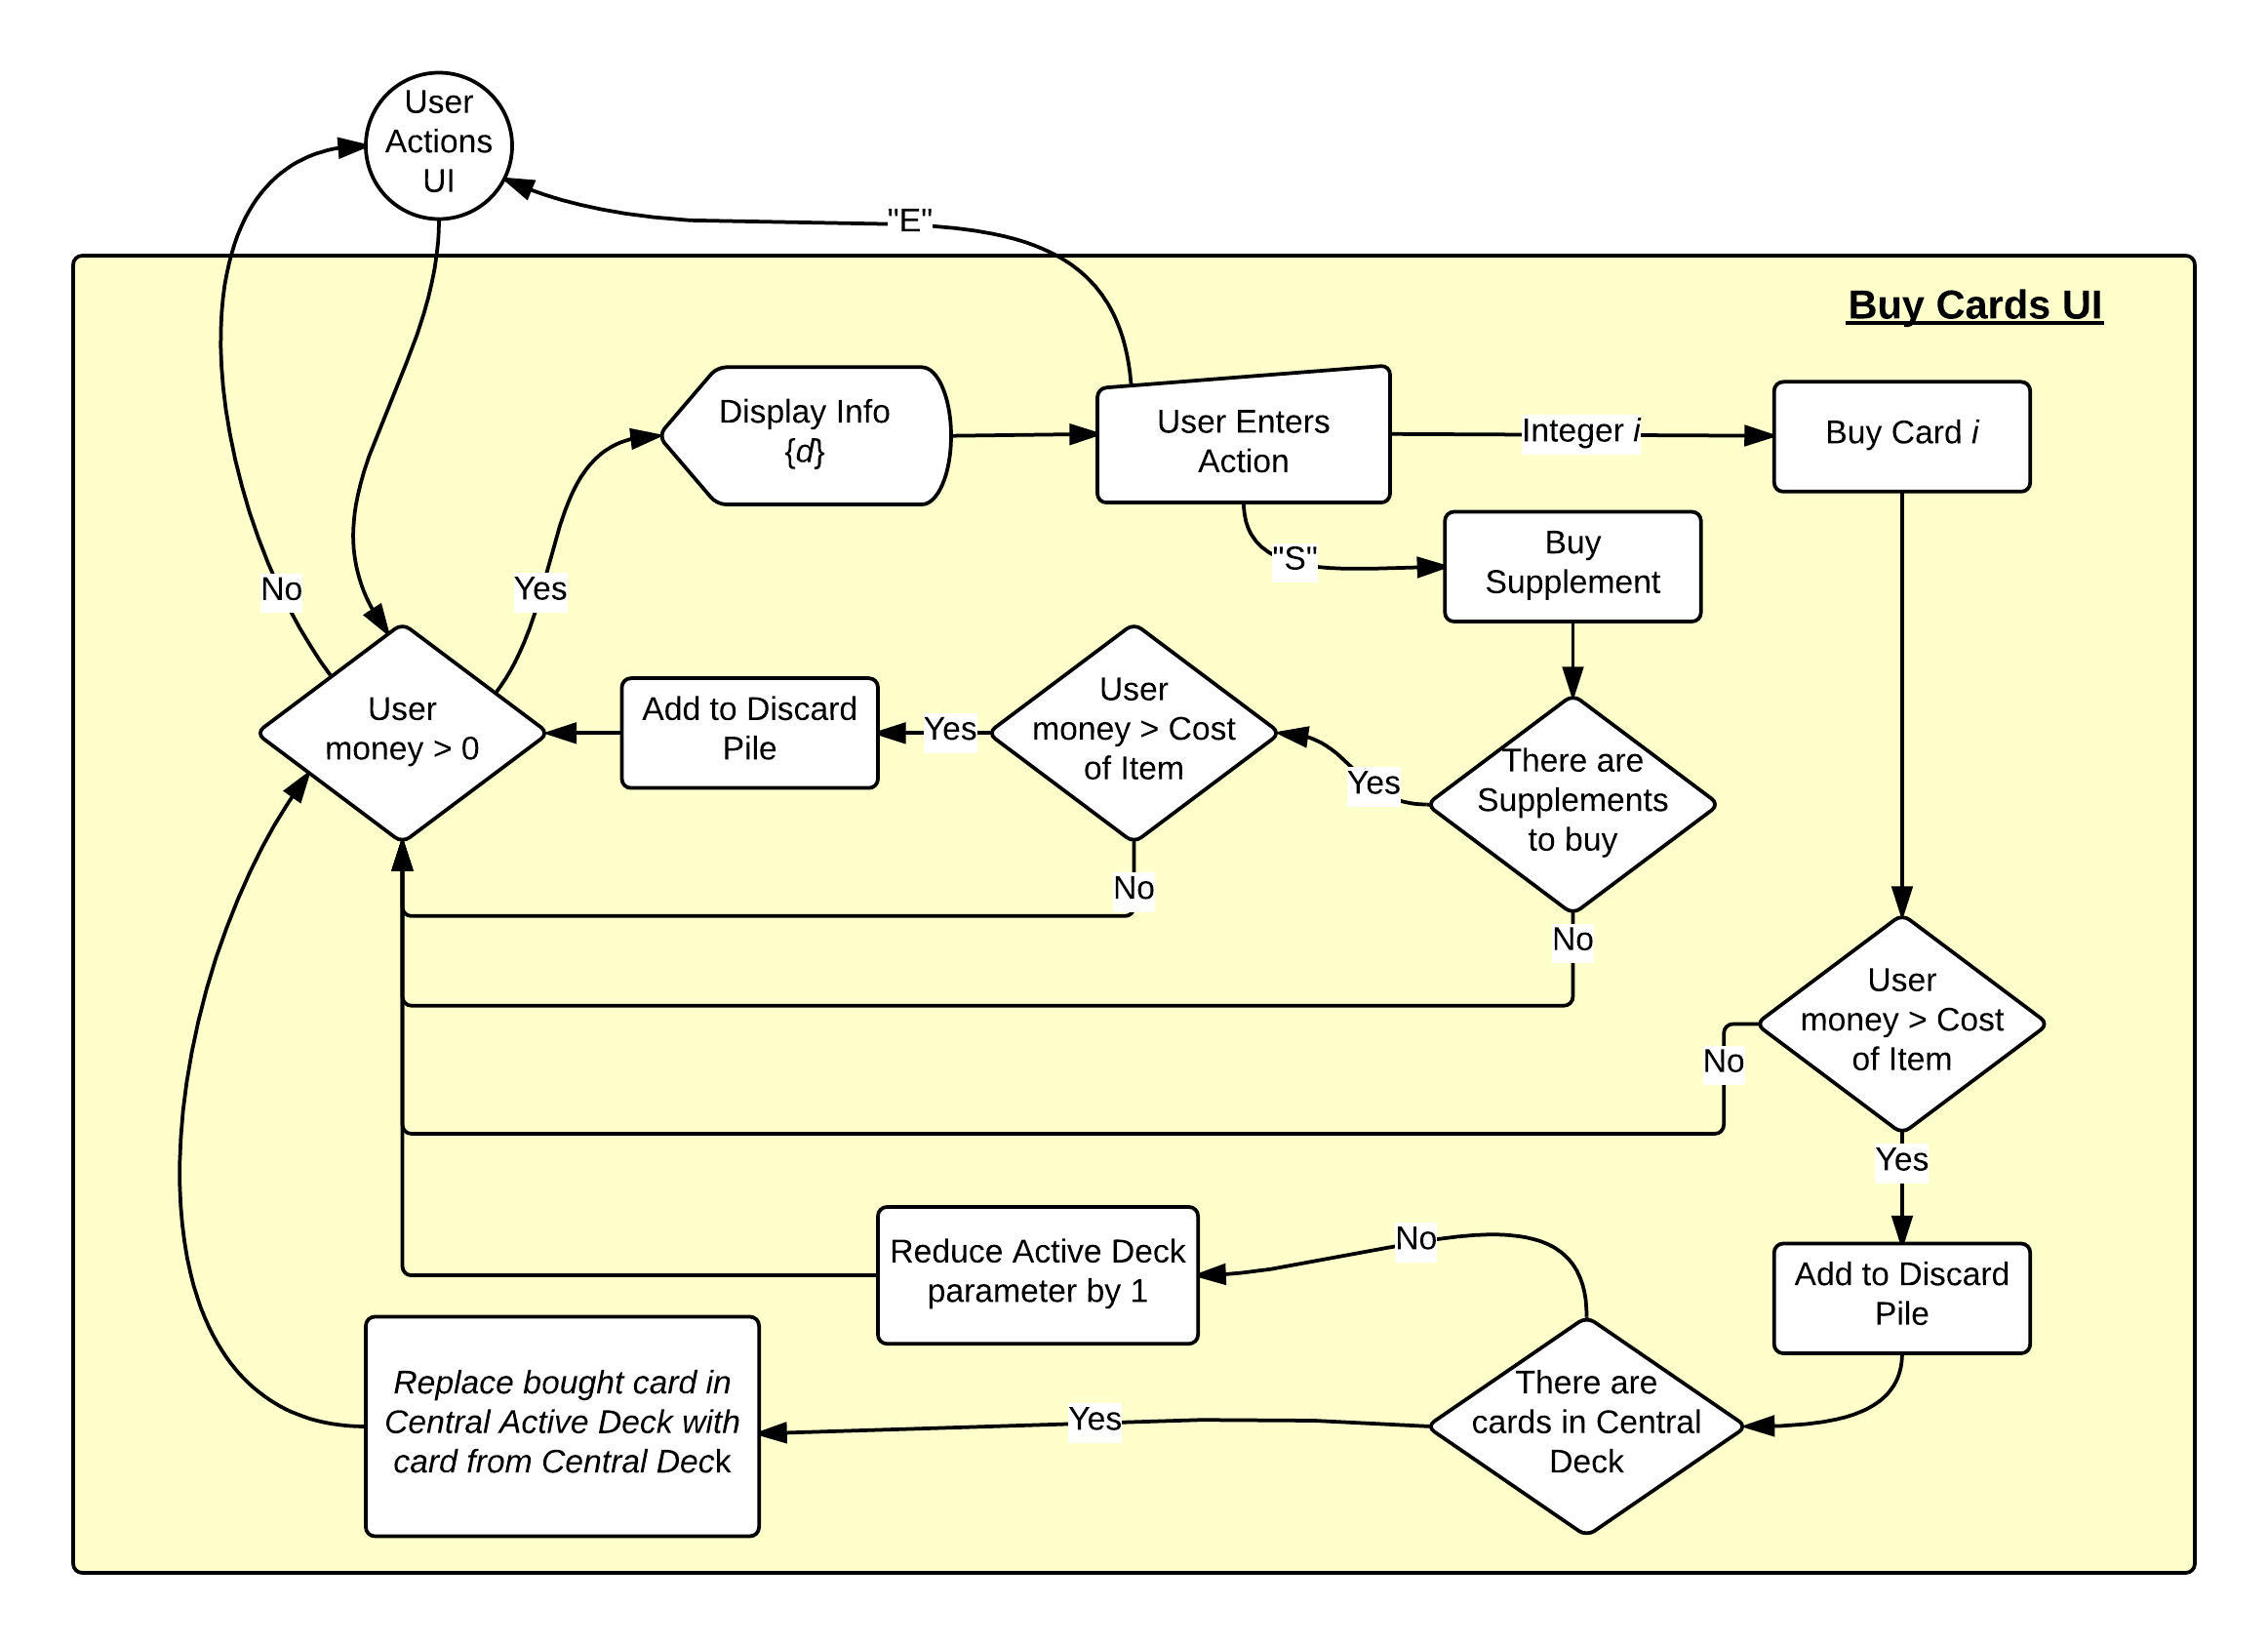 User
Actions
UI
"E"
Buy Cards UI
Display Info
{d}
User Enters
Action
Integer i
Buy Card i
"S"
Buy
Supplement
No
Yes
User
money > 0
Add to Discard
Pile
Yes
User
money > Cost
of Item
Yes
There are
Supplements
to buy
No
No
User
money > Cost
of Item
No
Yes
Reduce Active Deck
parameter by 1
No
Add to Discard
Pile
Replace bought card in
Central Active Deck with
card from Central Deck
Yes
There are
cards in Central
Deck